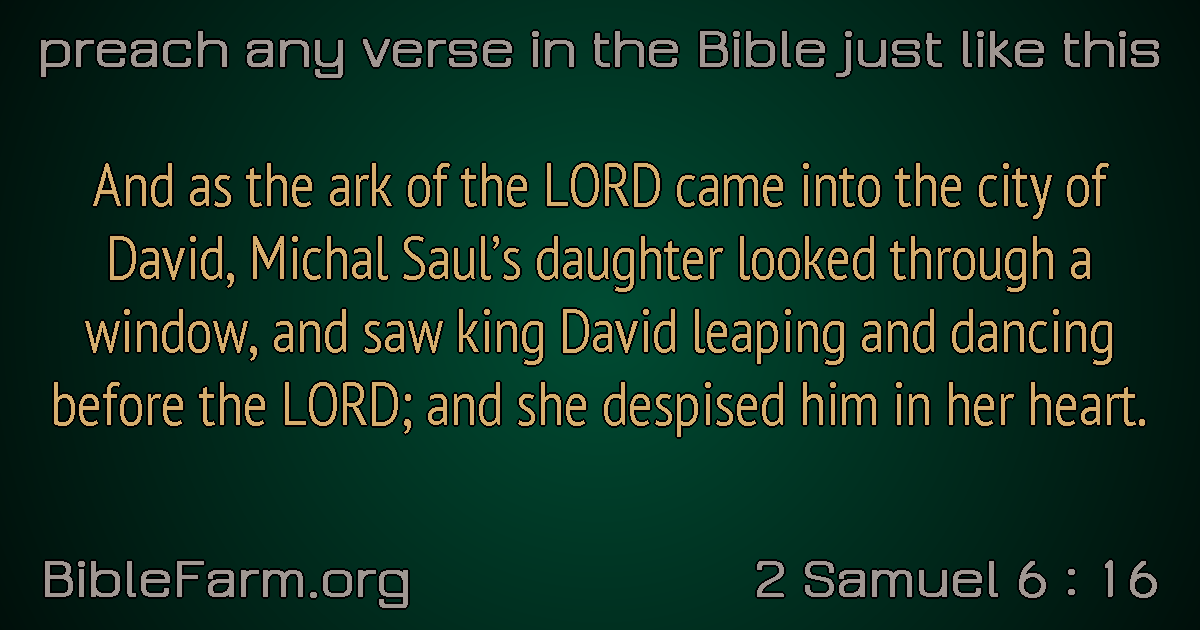 preach any verse in the Bible just like this
And as the ark of the LORD came into the city of
David, Michal Saul’s daughter looked through a
window, and saw king David leaping and dancing
before the LORD; and she despised him in her heart.
BibleFarm.org
2 Samuel 6 : 16